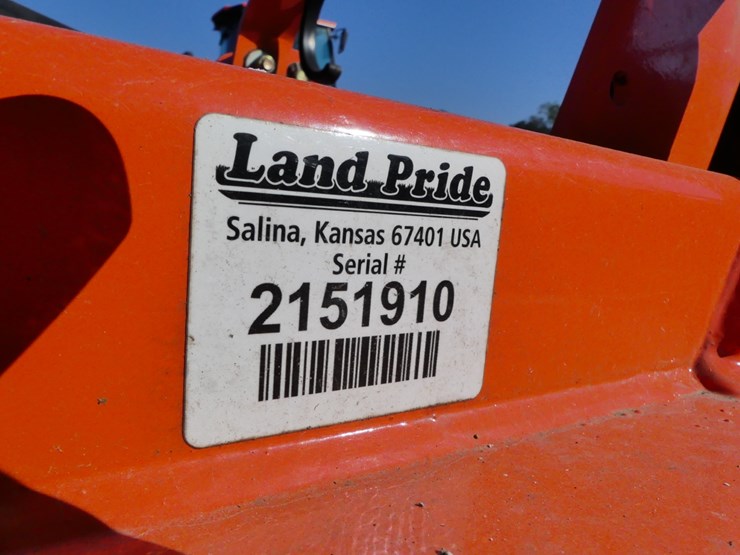 Land Pride
Salina, Kansas 67401 USA
Serial #
2151910